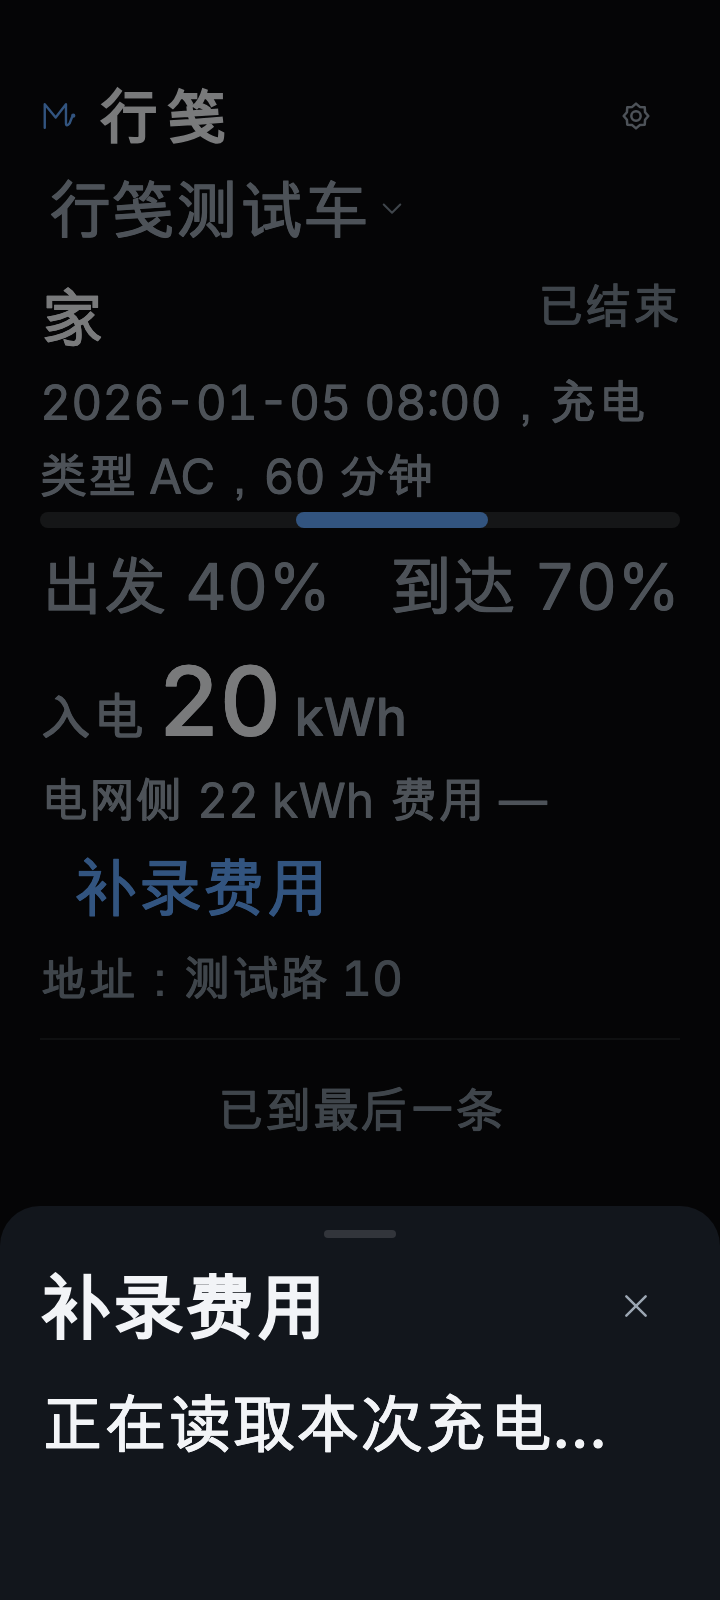 行笺
行笺测试车
家
已结束
2026-01-05 08:00，充电
类型 AC，60 分钟
出发 40% 到达 70%
入电 20 kWh
电网侧 22 kWh 费用 —
补录费用
地址：测试路 10
已到最后一条
补录费用
正在读取本次充电...